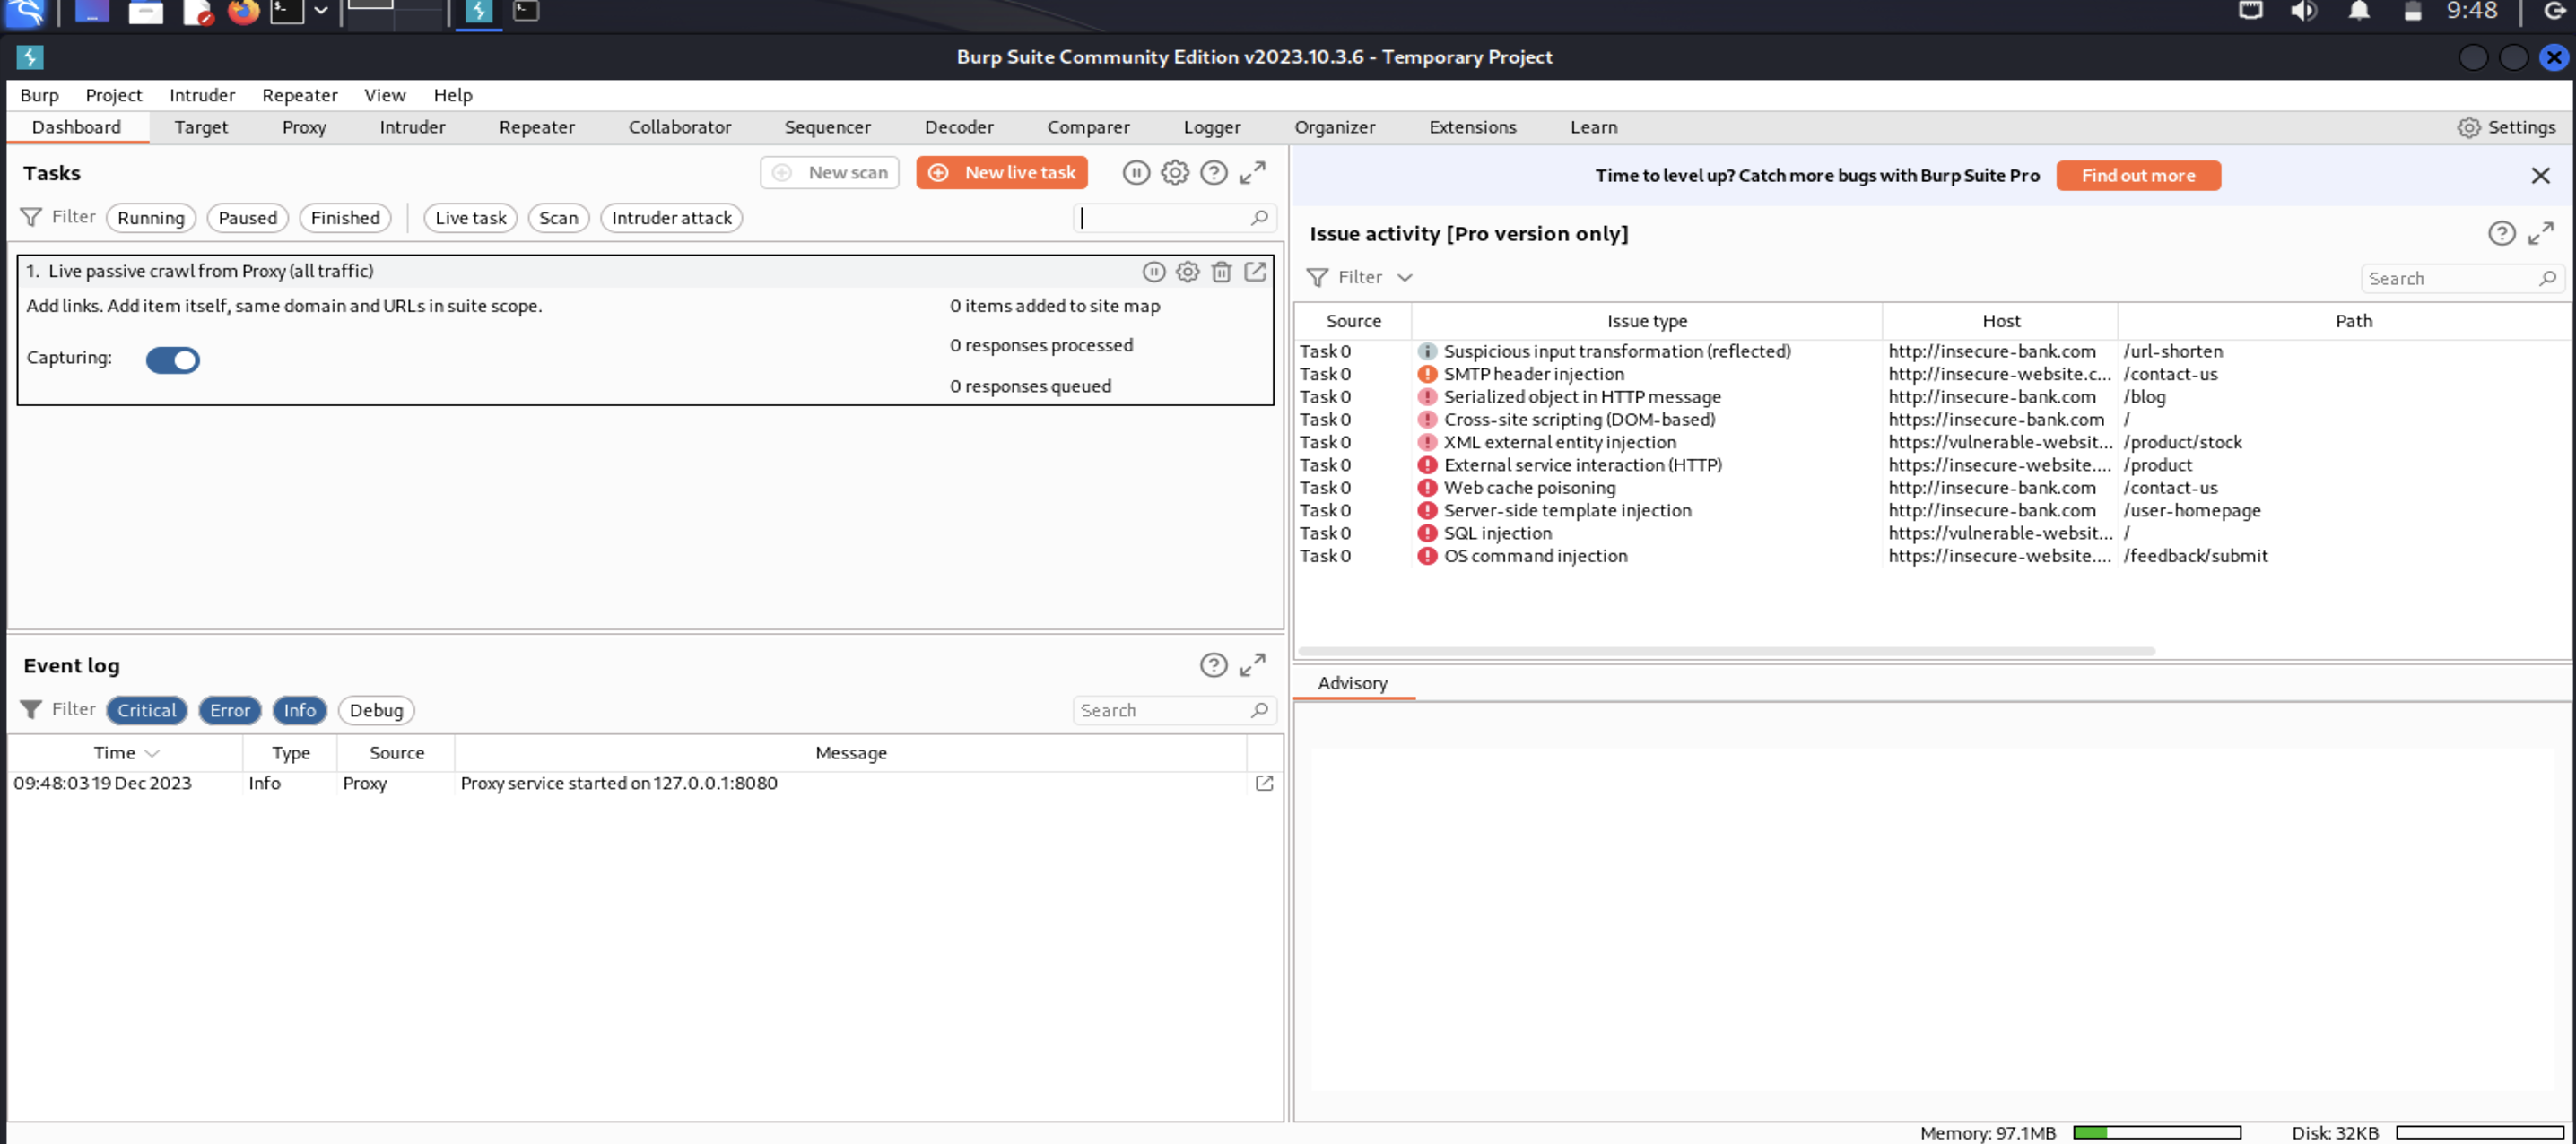 9:48
Burp Suite Community Edition v2023.10.3.6 - Temporary Project
Burp Project Intruder Repeater View Help
Dashboard Target Proxy Intruder Repeater Collaborator Sequencer Decoder Comparer Logger Organizer Extensions Learn Settings
Tasks New scan New live task
Filter Running Paused Finished Live task Scan Intruder attack
1. Live passive crawl from Proxy (all traffic)
Add links. Add item itself, same domain and URLs in suite scope. 0 items added to site map
0 responses processed
Capturing:
0 responses queued
Event log
Filter Critical Error Info Debug Search
Time Type Source Message
09:48:03 19 Dec 2023 Info Proxy Proxy service started on 127.0.0.1:8080
Time to level up? Catch more bugs with Burp Suite Pro Find out more
Issue activity [Pro version only]
Filter Search
Source Issue type Host Path
Task 0 Suspicious input transformation (reflected) http://insecure-bank.com /url-shorten
Task 0 SMTP header injection http://insecure-website.c... /contact-us
Task 0 Serialized object in HTTP message http://insecure-bank.com /blog
Task 0 Cross-site scripting (DOM-based) https://insecure-bank.com /
Task 0 XML external entity injection https://vulnerable-websit... /product/stock
Task 0 External service interaction (HTTP) https://insecure-website.... /product
Task 0 Web cache poisoning http://insecure-bank.com /contact-us
Task 0 Server-side template injection http://insecure-bank.com /user-homepage
Task 0 SQL injection https://vulnerable-websit... /
Task 0 OS command injection https://insecure-website.... /feedback/submit
Advisory
Memory: 97.1MB Disk: 32KB